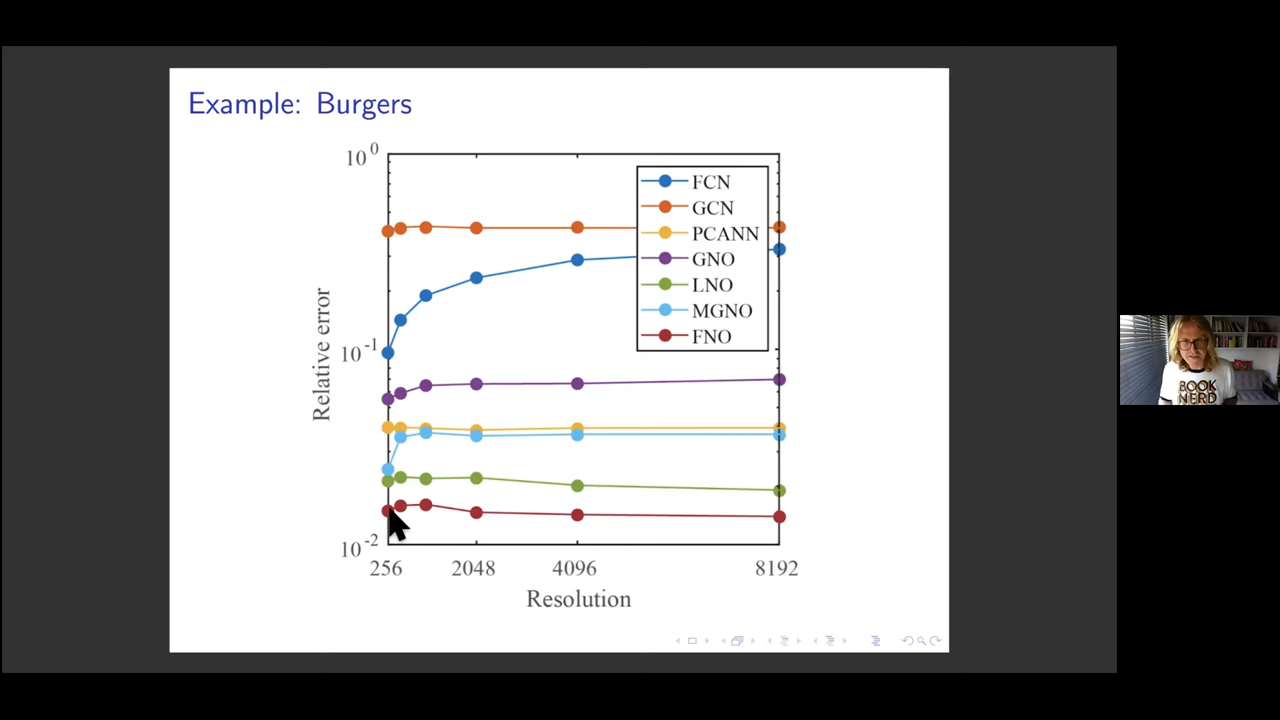 Example: Burgers
10^0
10^-1
10^-2
Relative error
FCN
GCN
PCANN
GNO
LNO
MGNO
FNO
256 2048 4096 8192
Resolution
BOOK
NERD